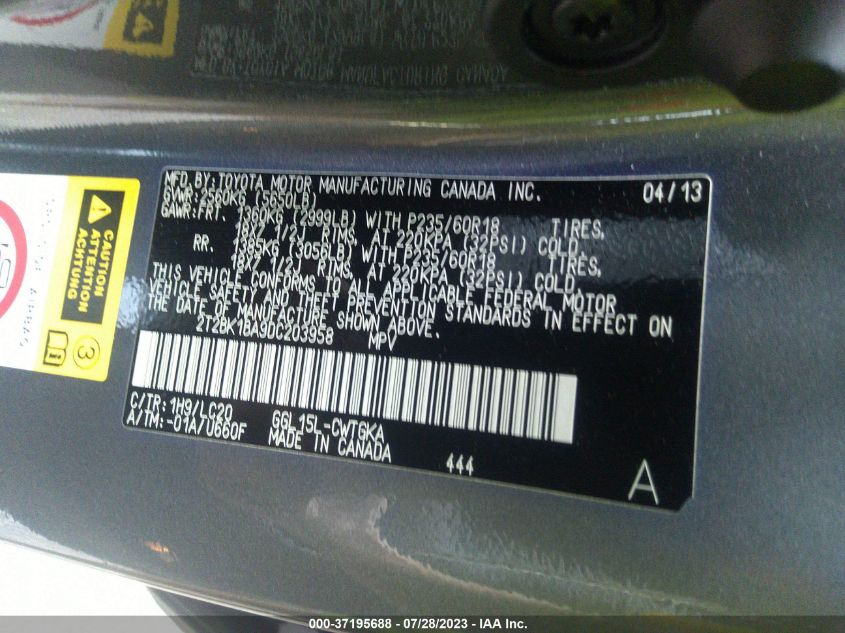 MFD. BY: TOYOTA MOTOR MANUFACTURING CANADA INC. 04/13
GVWR: 2560KG (5650LB)
GAWR: FRT. 1360KG (2999LB) WITH P235/60R18 TIRES,
18X7 1/2J RIMS, AT 220KPA (32PSI) COLD.
RR. 1385KG (3056LB) WITH P235/60R18 TIRES,
18X7 1/2J RIMS, AT 220KPA (32PSI) COLD.
THIS VEHICLE CONFORMS TO ALL APPLICABLE FEDERAL MOTOR
VEHICLE SAFETY AND THEFT PREVENTION STANDARDS IN EFFECT ON
THE DATE OF MANUFACTURE SHOWN ABOVE.
2T2BK1BA9DC203958 MPV
C/TR: 1H9/LC20 GGL15L-CWTGKA
A/TM: -01A/U660F MADE IN CANADA
444
A
CAUTION
ATTENTION
ACHTUNG
3
000-37195688 - 07/28/2023 - IAA Inc.